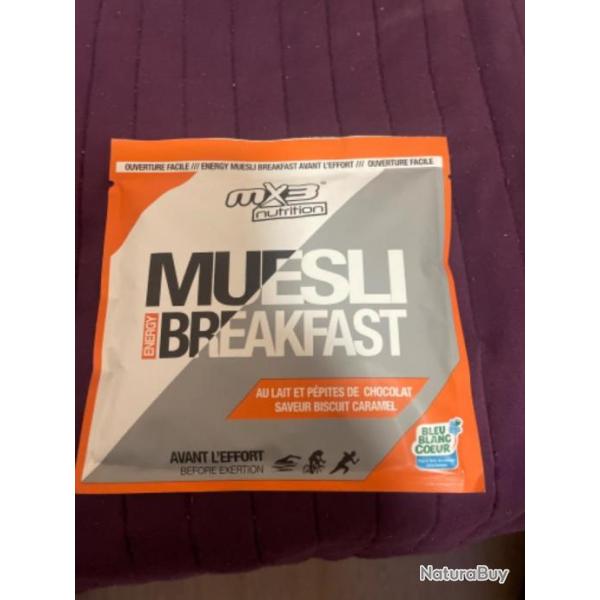 OUVERTURE FACILE /// ENERGY MUESLI BREAKFAST AVANT L'EFFORT /// OUVERTURE FACILE
mX3
nutrition
MUESLI
ENERGY
BREAKFAST
AU LAIT ET PÉPITES DE CHOCOLAT
SAVEUR BISCUIT CARAMEL
AVANT L'EFFORT
BEFORE EXERTION
BLEU
BLANC
COEUR
NaturaBuy